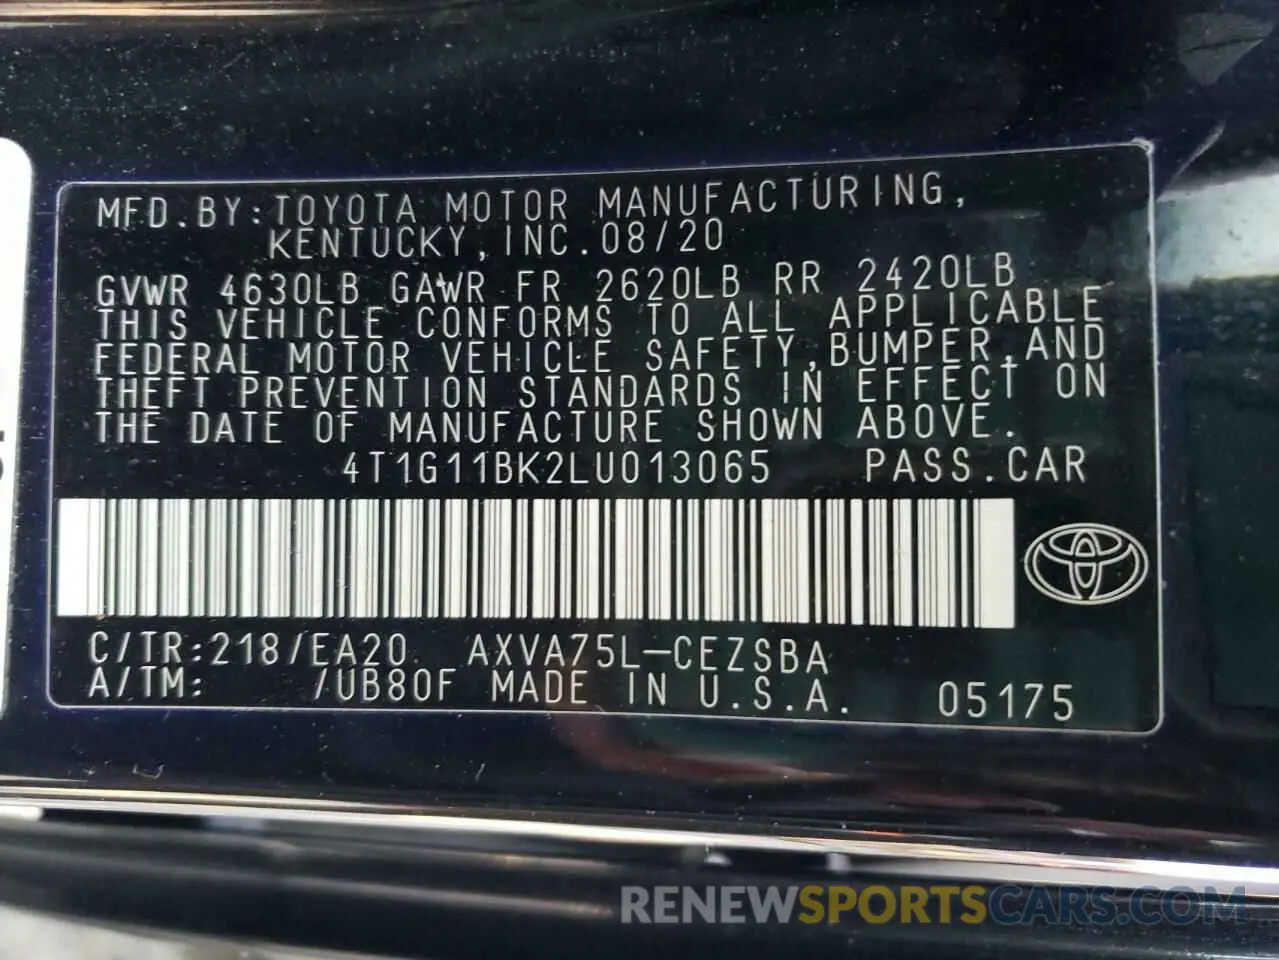 MFD.BY:TOYOTA MOTOR MANUFACTURING,
KENTUCKY,INC.08/20
GVWR 4630LB GAWR FR 2620LB RR 2420LB
THIS VEHICLE CONFORMS TO ALL APPLICABLE
FEDERAL MOTOR VEHICLE SAFETY,BUMPER,AND
THEFT PREVENTION STANDARDS IN EFFECT ON
THE DATE OF MANUFACTURE SHOWN ABOVE.
4T1G11BK2LU013065 PASS.CAR
C/TR:218/EA20 AXVA75L-CEZSBA
A/TM: /UB80F MADE IN U.S.A. 05175
RENEWSPORTSCARS.COM